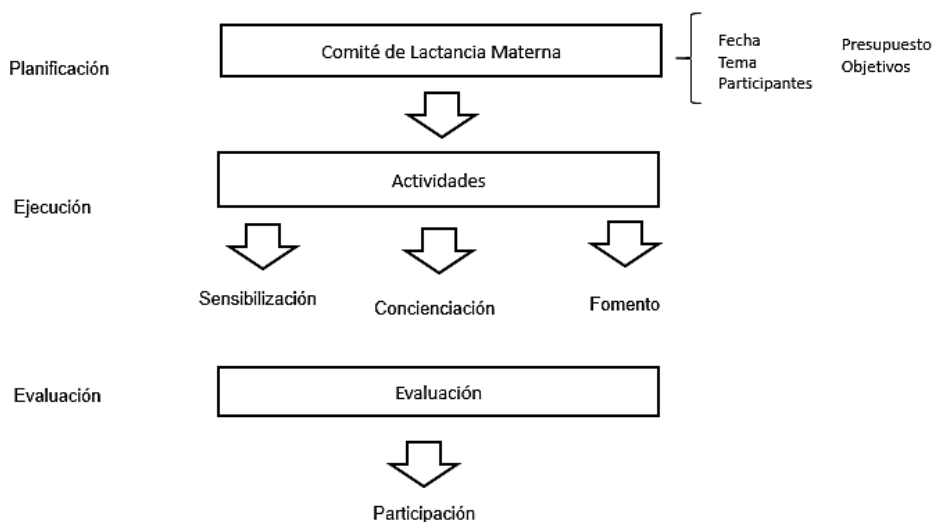 Planificación
Comité de Lactancia Materna
Fecha
Tema
Participantes
Presupuesto
Objetivos
Ejecución
Actividades
Sensibilización
Concienciación
Fomento
Evaluación
Evaluación
Participación